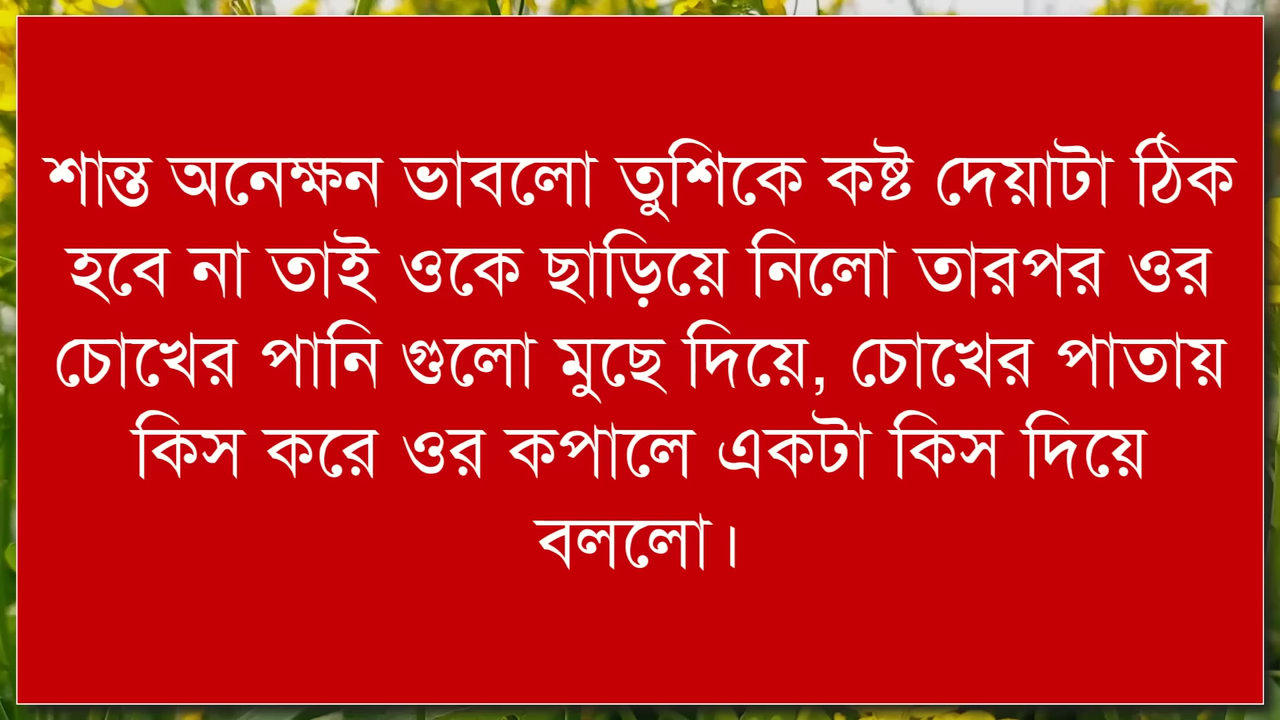 শান্ত অনেক্ষন ভাবলো তুশিকে কষ্ট দেয়াটা ঠিক
হবে না তাই ওকে ছাড়িয়ে নিলো তারপর ওর
চোখের পানি গুলো মুছে দিয়ে, চোখের পাতায়
কিস করে ওর কপালে একটা কিস দিয়ে
বললো।